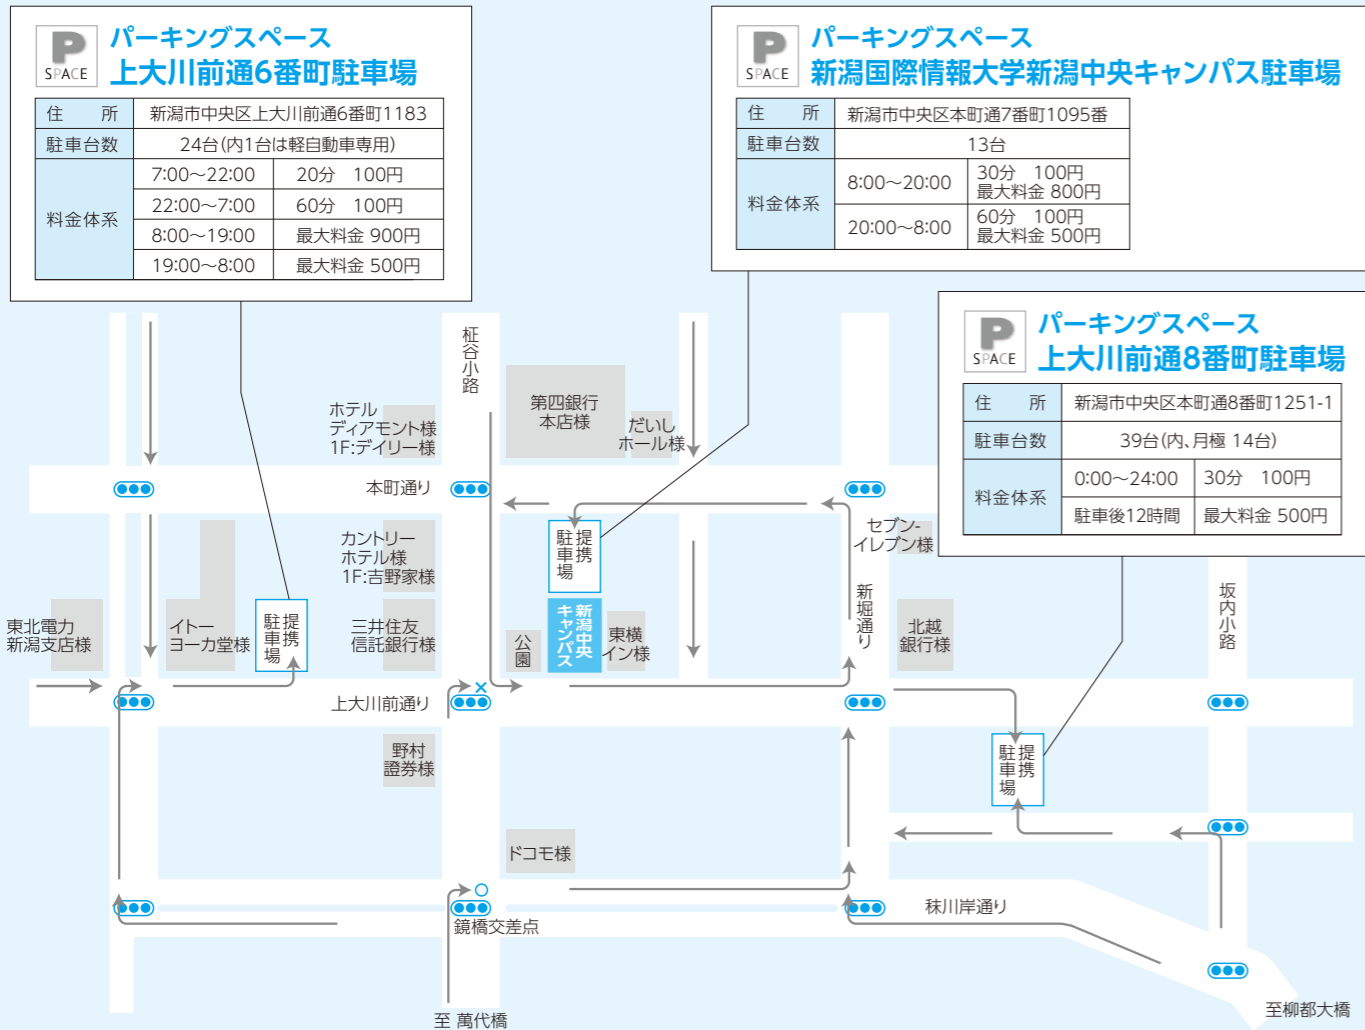 P
SPACE
パーキングスペース
上大川前通6番町駐車場
住 所 新潟市中央区上大川前通6番町1183
駐車台数 24台(内1台は軽自動車専用)
料金体系
7:00〜22:00 20分 100円
22:00〜7:00 60分 100円
8:00〜19:00 最大料金 900円
19:00〜8:00 最大料金 500円
P
SPACE
パーキングスペース
新潟国際情報大学新潟中央キャンパス駐車場
住 所 新潟市中央区本町通7番町1095番
駐車台数 13台
料金体系
8:00〜20:00 30分 100円
最大料金 800円
20:00〜8:00 60分 100円
最大料金 500円
P
SPACE
パーキングスペース
上大川前通8番町駐車場
住 所 新潟市中央区本町通8番町1251-1
駐車台数 39台(内、月極 14台)
料金体系
0:00〜24:00 30分 100円
駐車後12時間 最大料金 500円
柾谷小路
ホテル
ディアモント様
1F:デイリー様
第四銀行
本店様
だいし
ホール様
本町通り
カントリー
ホテル様
1F:吉野家様
提携
駐車場
セブン-
イレブン様
新堀通り
坂内小路
東北電力
新潟支店様
イトー
ヨーカ堂様
提携
駐車場
三井住友
信託銀行様
公園
新潟中央
キャンパス
東横
イン様
北越
銀行様
上大川前通り
野村
證券様
提携
駐車場
ドコモ様
秣川岸通り
鏡橋交差点
至 萬代橋
至柳都大橋